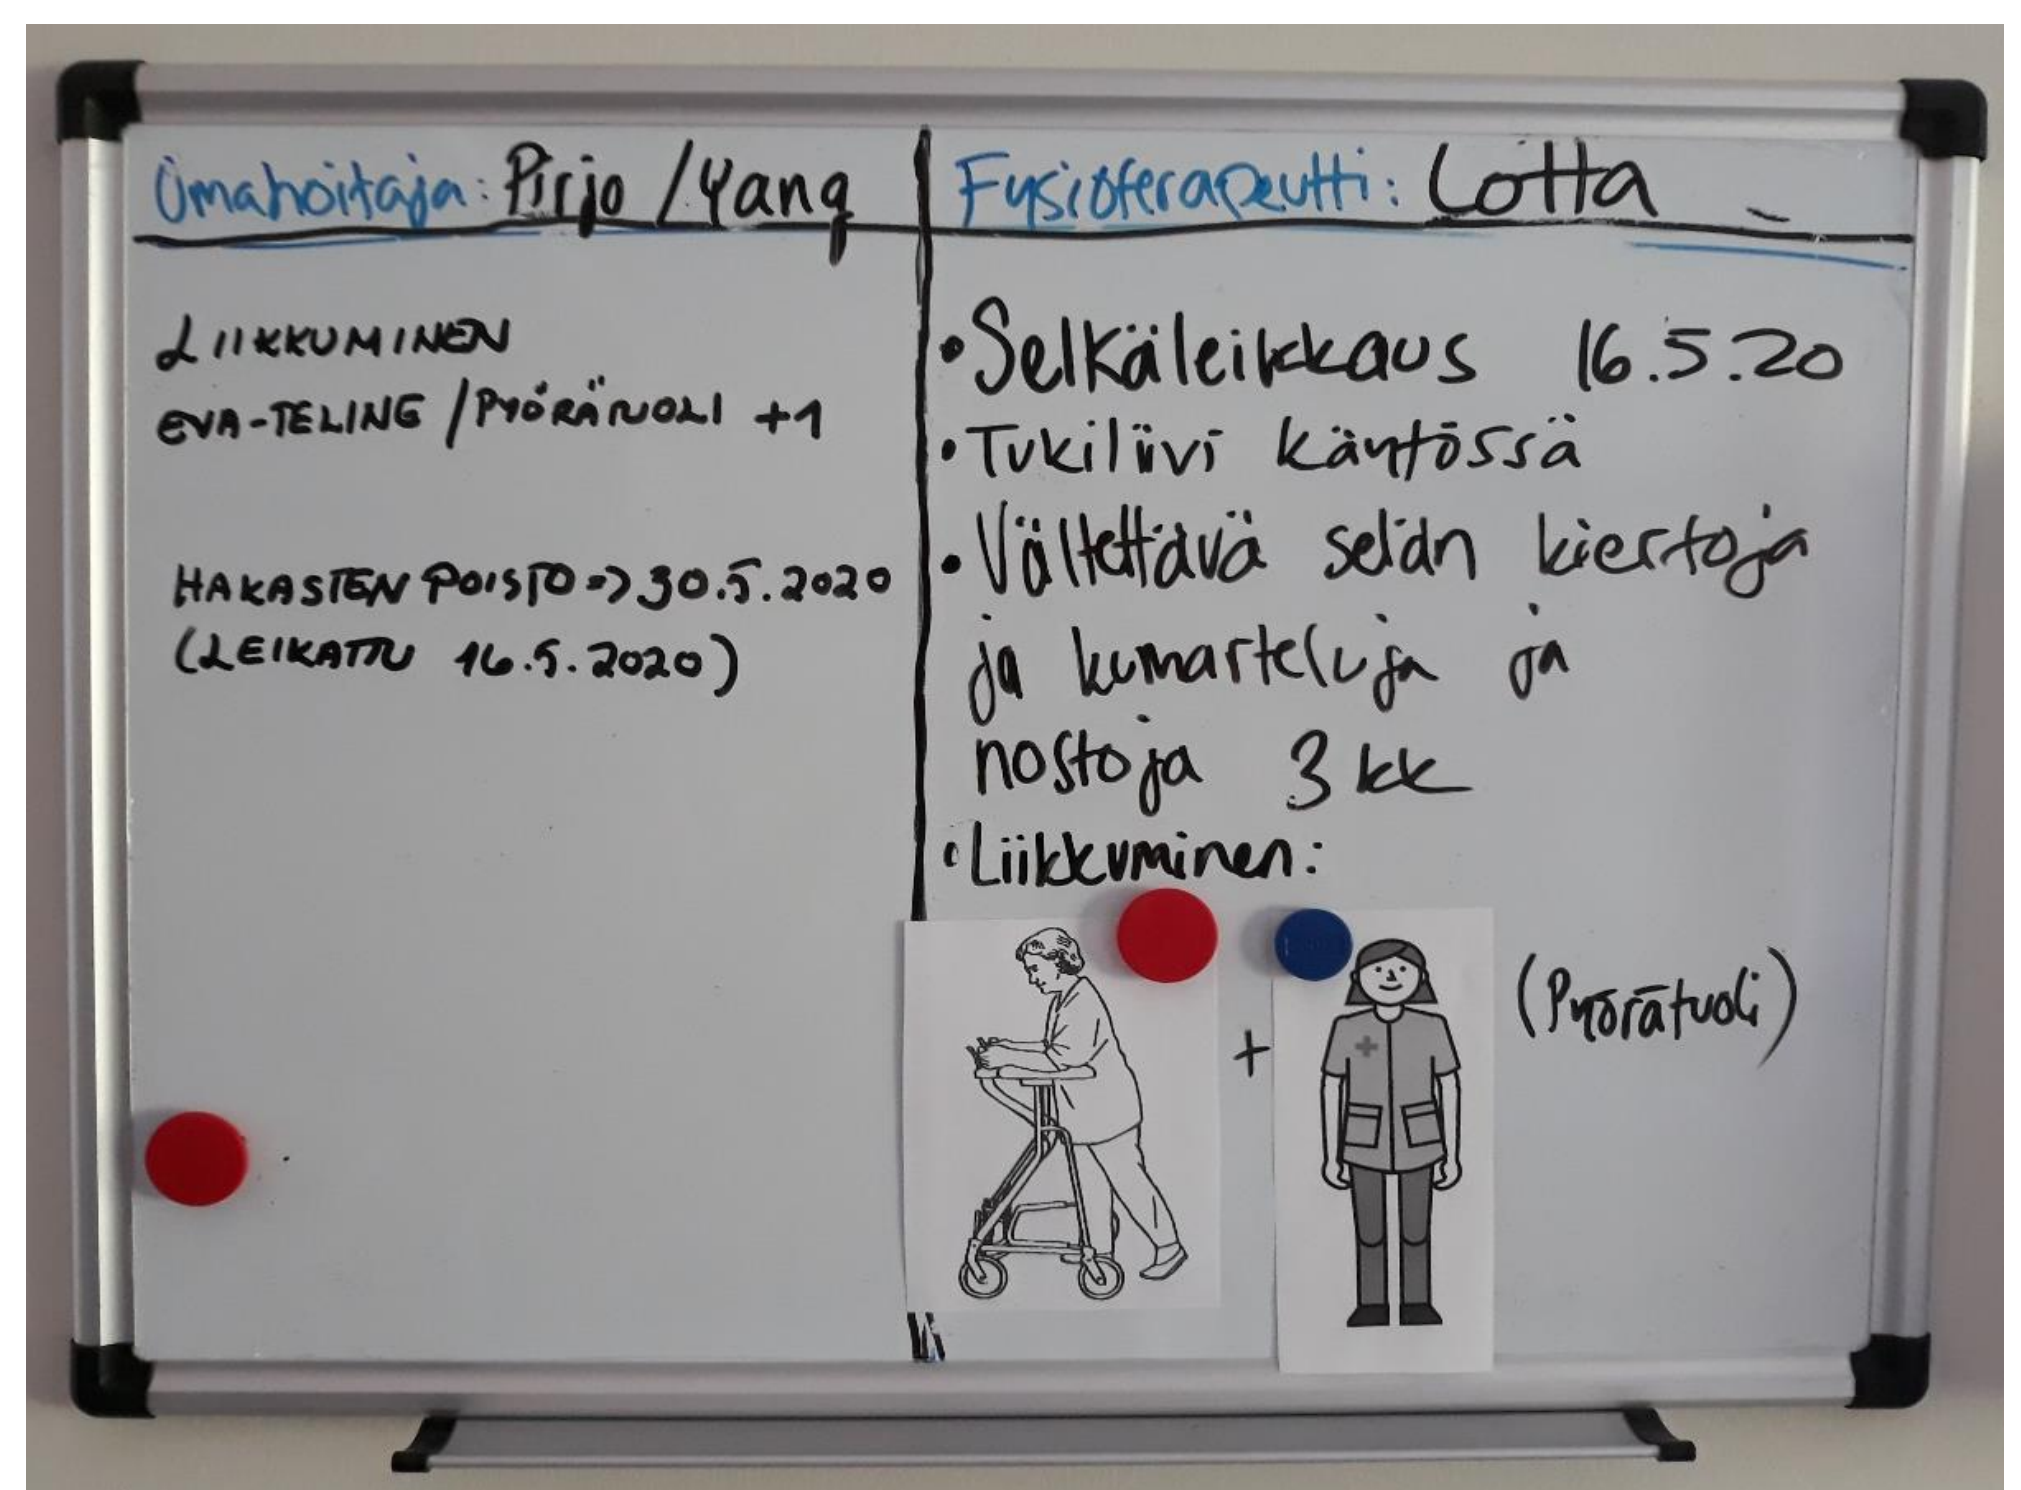 Omahoitaja: Pirjo / Yang
LIIKKUMINEN
EVA-TELINE / PYÖRÄTUOLI +1
HAKASTEN POISTO => 30.5.2020
(LEIKATTU 16.5.2020)
Fysioterapeutti: Lotta
• Selkäleikkaus 16.5.20
• Tukiliivi käytössä
• Vältettävä selän kiertoja
ja kumarteluja ja
nostoja 3 kk
• Liikkuminen:
+ (Pyörätuoli)